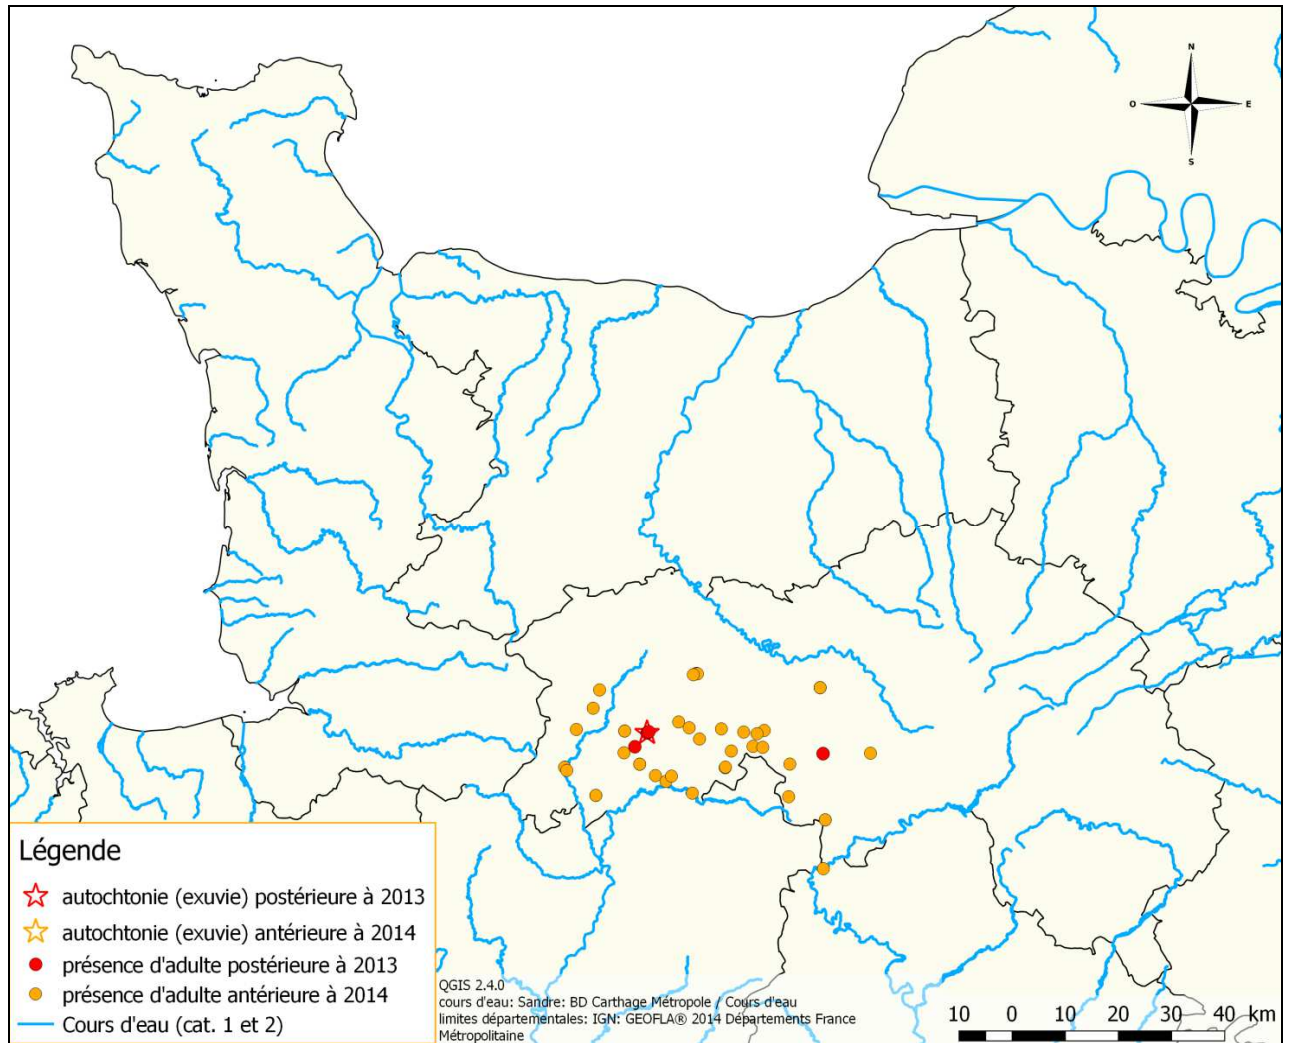 N
O E
S
Légende
autochtonie (exuvie) postérieure à 2013
autochtonie (exuvie) antérieure à 2014
présence d'adulte postérieure à 2013
présence d'adulte antérieure à 2014
Cours d'eau (cat. 1 et 2)
QGIS 2.4.0
cours d'eau: Sandre: BD Carthage Métropole / Cours d'eau
limites départementales: IGN: GEOFLA® 2014 Départements France
Métropolitaine
10 0 10 20 30 40 km